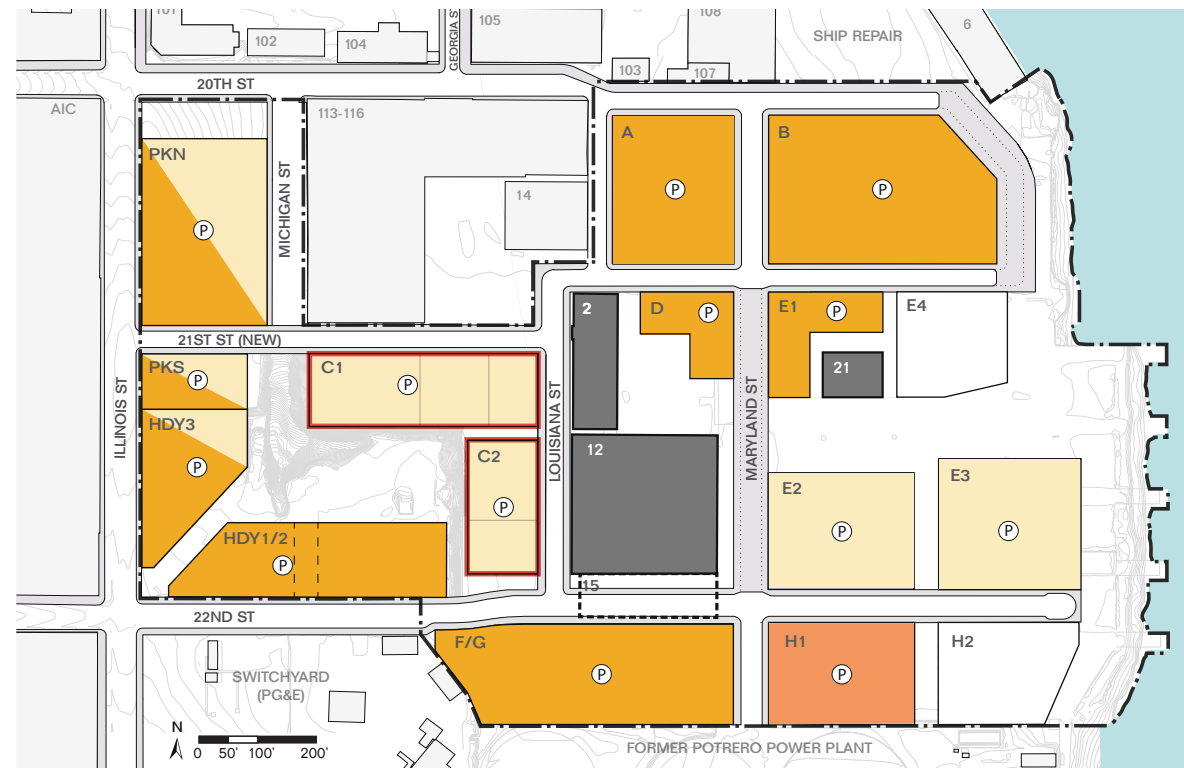 101
102
104
GEORGIA ST
105
108
103
107
SHIP REPAIR
6
20TH ST
AIC
PKN
P
MICHIGAN ST
113-116
14
A
P
B
P
21ST ST (NEW)
PKS
P
HDY3
P
ILLINOIS ST
HDY1/2
P
C1
P
C2
P
LOUISIANA ST
2
D
P
12
15
MARYLAND ST
E1
P
21
E4
E2
P
E3
P
22ND ST
F/G
P
H1
P
H2
SWITCHYARD
(PG&E)
N
0 50' 100' 200'
FORMER POTRERO POWER PLANT